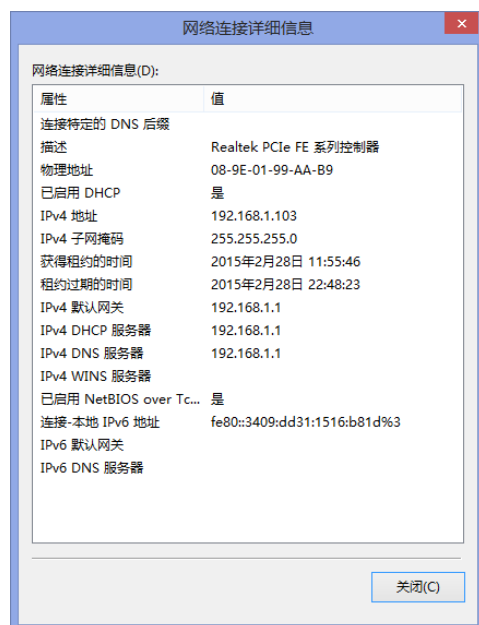 网络连接详细信息
网络连接详细信息(D):
属性 值
连接特定的 DNS 后缀
描述 Realtek PCIe FE 系列控制器
物理地址 08-9E-01-99-AA-B9
已启用 DHCP 是
IPv4 地址 192.168.1.103
IPv4 子网掩码 255.255.255.0
获得租约的时间 2015年2月28日 11:55:46
租约过期的时间 2015年2月28日 22:48:23
IPv4 默认网关 192.168.1.1
IPv4 DHCP 服务器 192.168.1.1
IPv4 DNS 服务器 192.168.1.1
IPv4 WINS 服务器
已启用 NetBIOS over Tc... 是
连接-本地 IPv6 地址 fe80::3409:dd31:1516:b81d%3
IPv6 默认网关
IPv6 DNS 服务器
关闭(C)